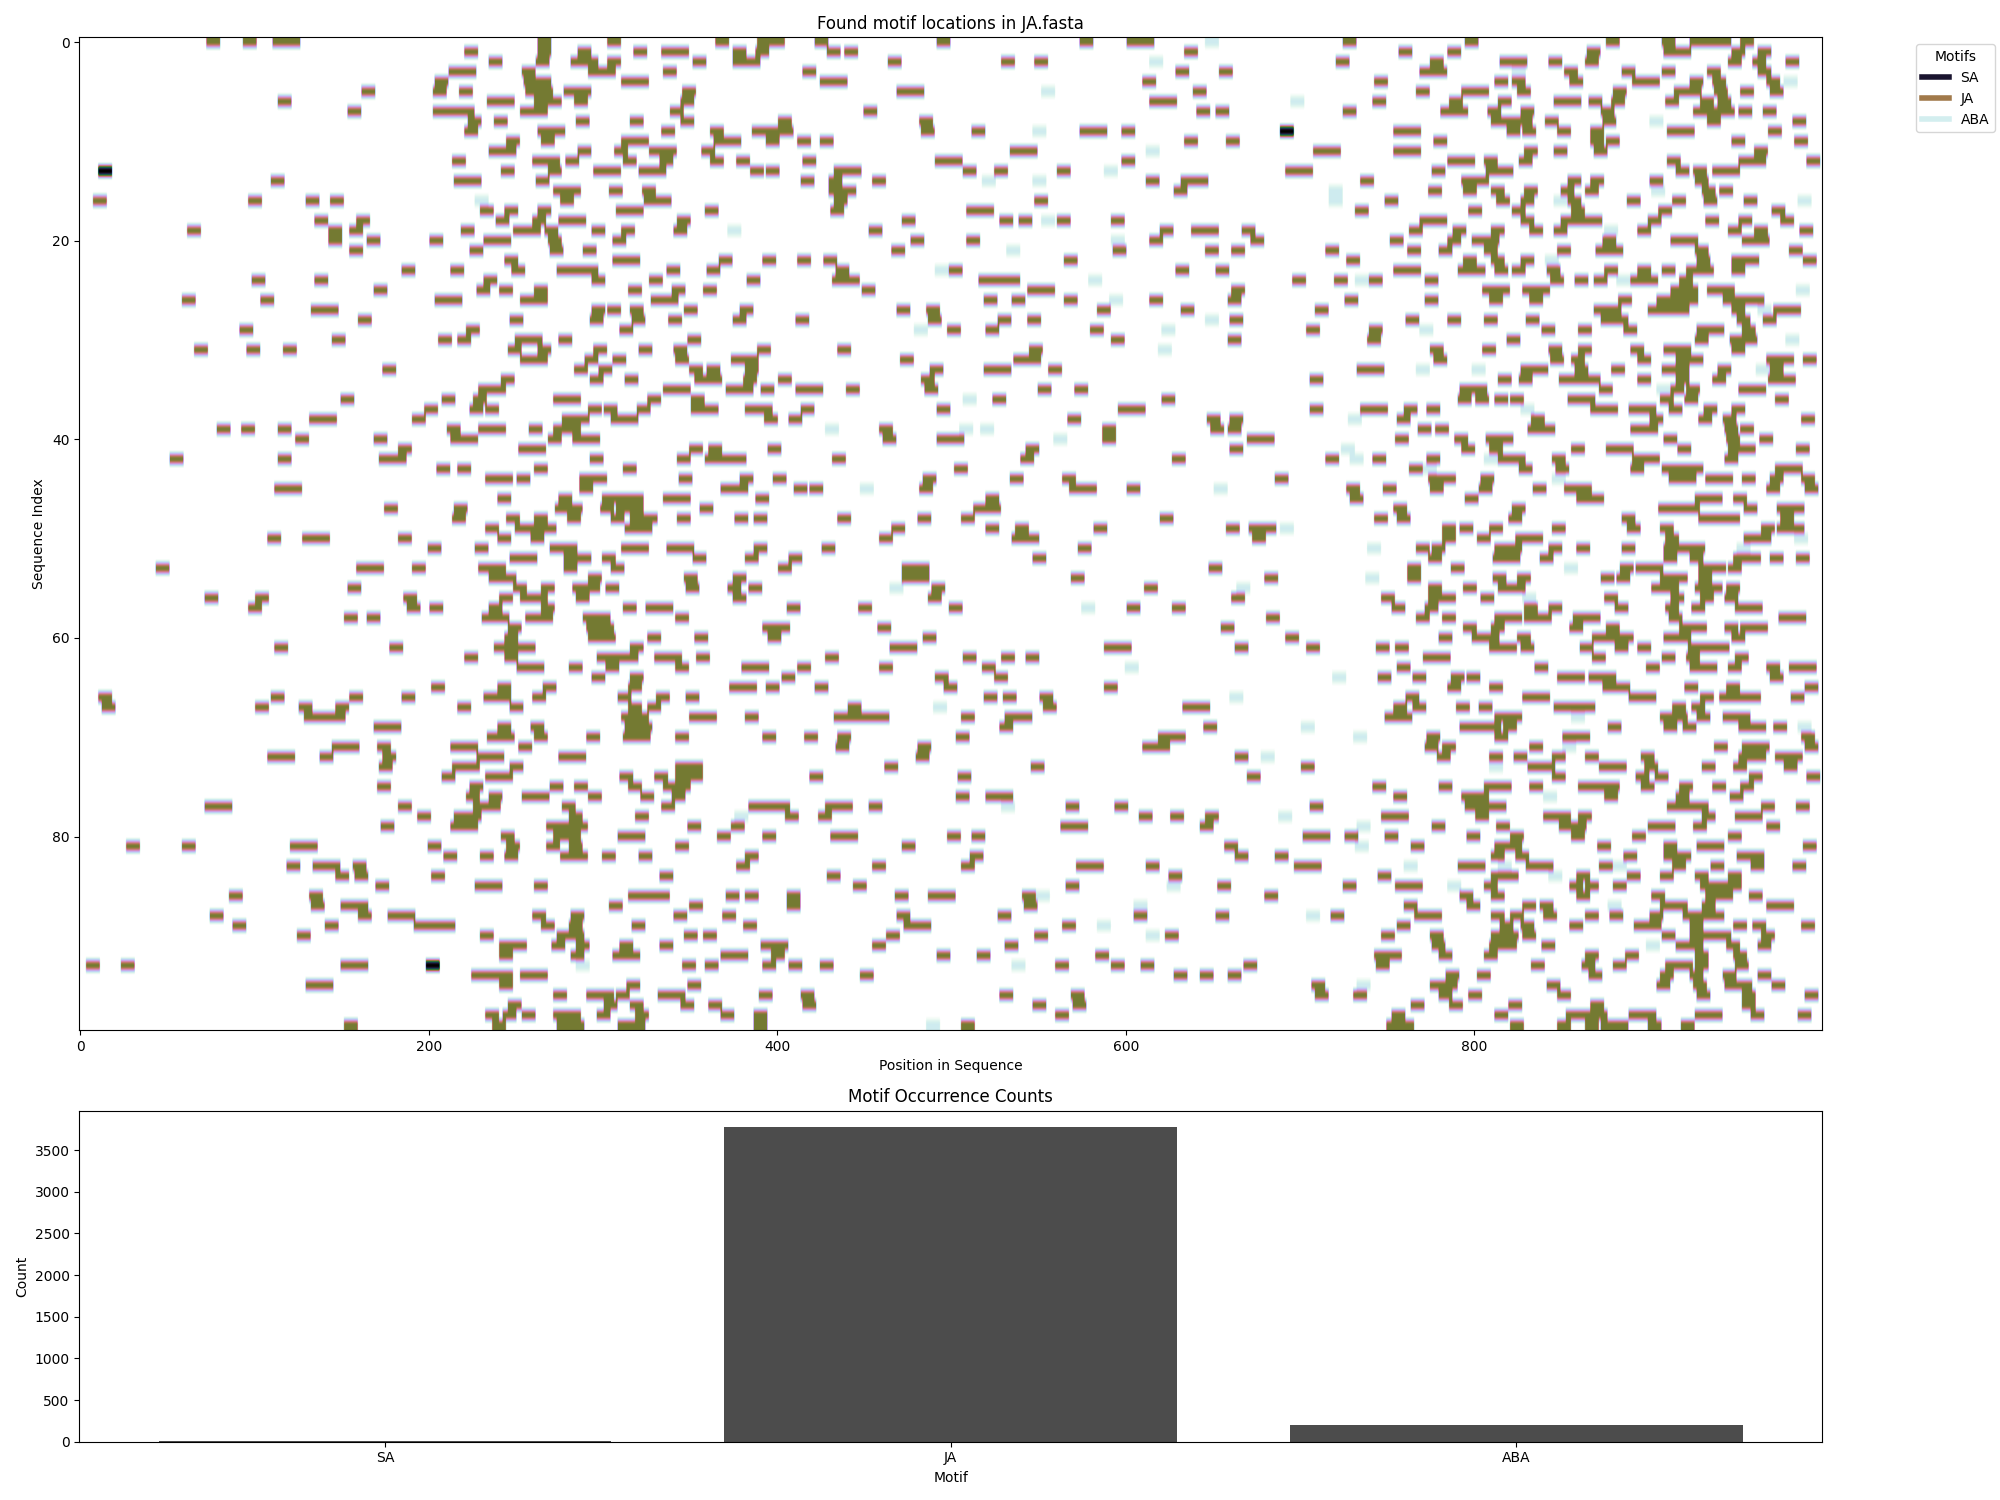 Found motif locations in JA.fasta
Motifs
SA
JA
ABA
Sequence Index
0
20
40
60
80
0 200 400 600 800
Position in Sequence
Motif Occurrence Counts
Count
3500
3000
2500
2000
1500
1000
500
0
SA JA ABA
Motif